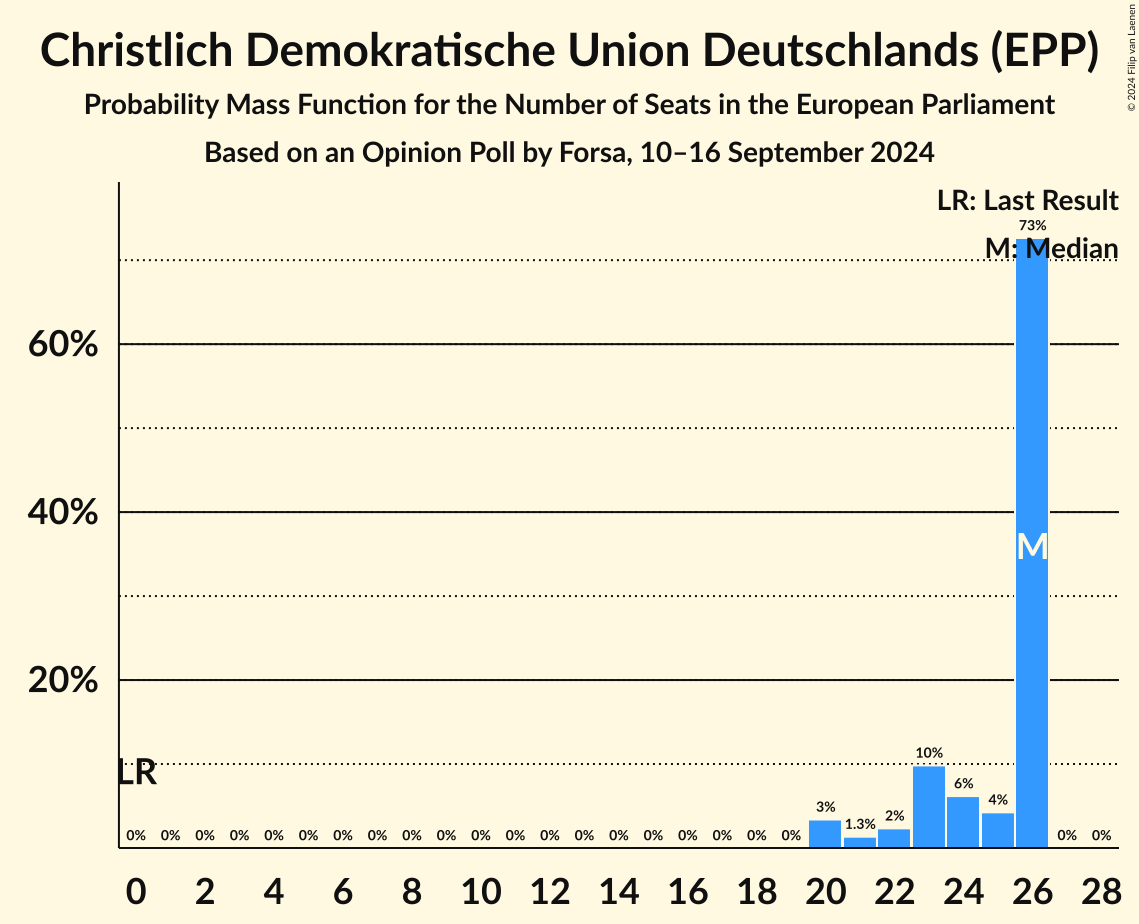 Christlich Demokratische Union Deutschlands (EPP)
Probability Mass Function for the Number of Seats in the European Parliament
Based on an Opinion Poll by Forsa, 10–16 September 2024
© 2024 Filip van Laenen
LR: Last Result
M: Median
73%
60%
40%
20%
M
LR
0% 0% 0% 0% 0% 0% 0% 0% 0% 0% 0% 0% 0% 0% 0% 0% 0% 0% 0% 0% 3% 1.3% 2% 10% 6% 4% 0% 0%
0 2 4 6 8 10 12 14 16 18 20 22 24 26 28